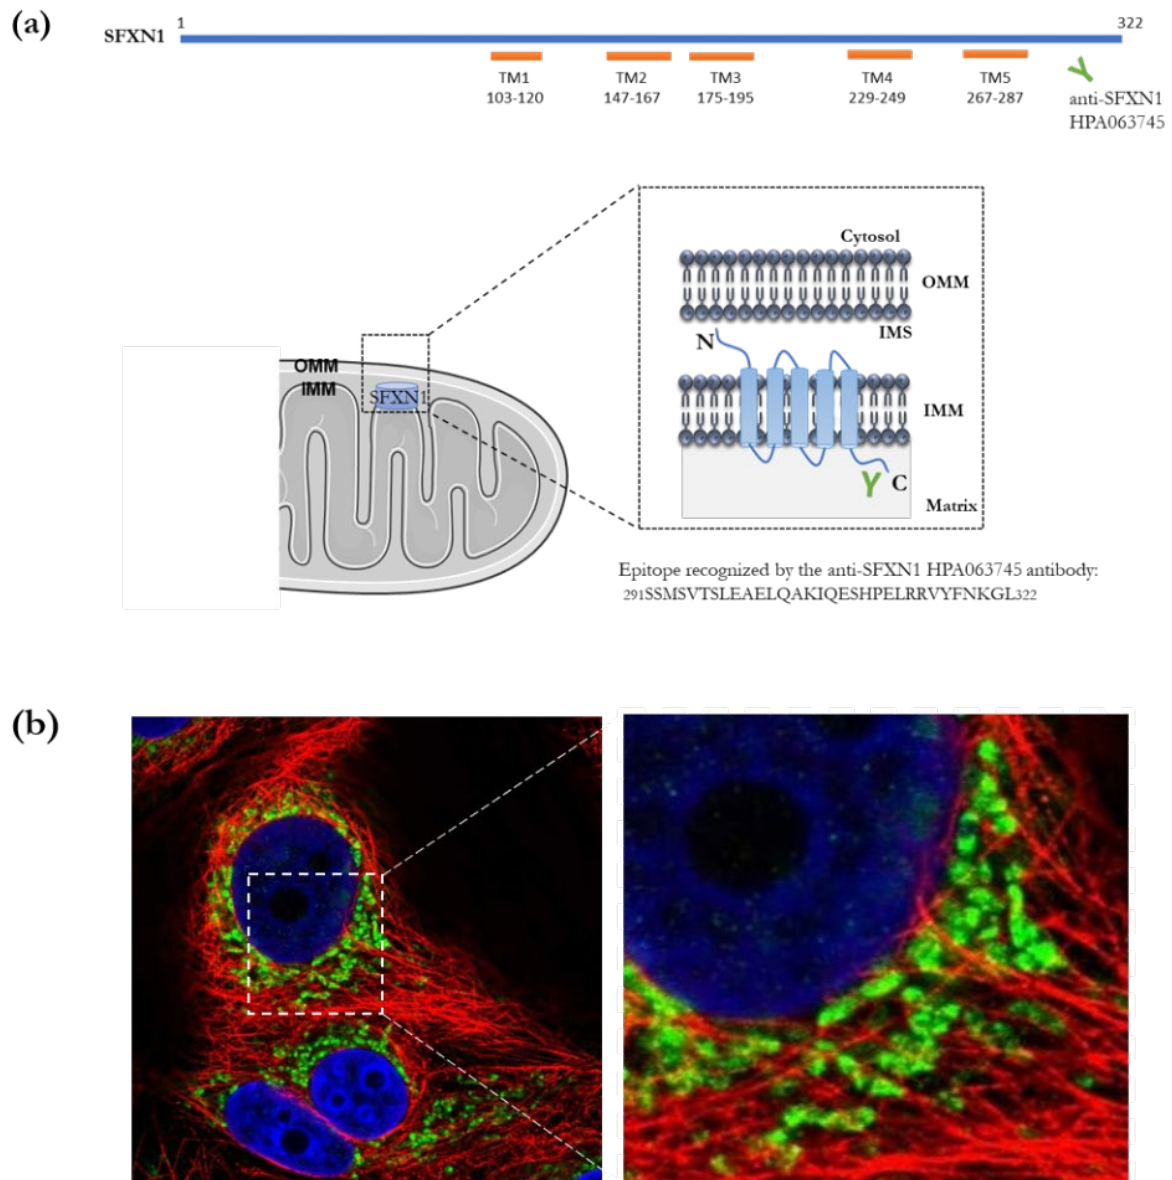 (a)
1
322
SFXN1
TM1
103-120
TM2
147-167
TM3
175-195
TM4
229-249
TM5
267-287
anti-SFXN1
HPA063745
OMM
IMM
SFXN1
Cytosol
OMM
IMS
N
IMM
C
Matrix
Epitope recognized by the anti-SFXN1 HPA063745 antibody:
291SSMSVTSLEAELQAKIQESHPELRRVYFNKGL322
(b)